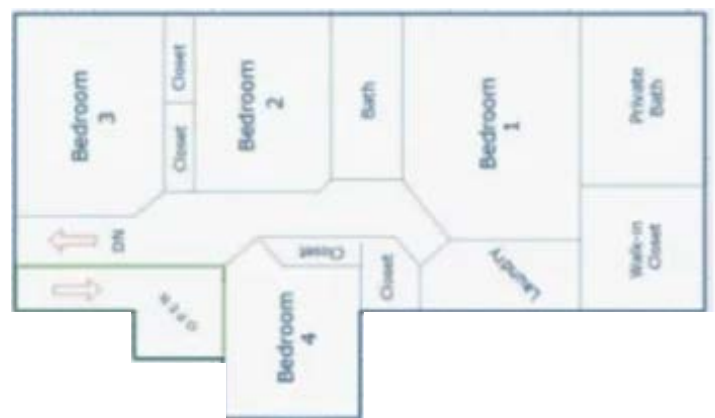 Bedroom
3
Closet
Closet
Bedroom
2
Bath
Bedroom
1
Private
Bath
DN
Closet
Closet
Laundry
Walk-in
Closet
OPEN
Bedroom
4